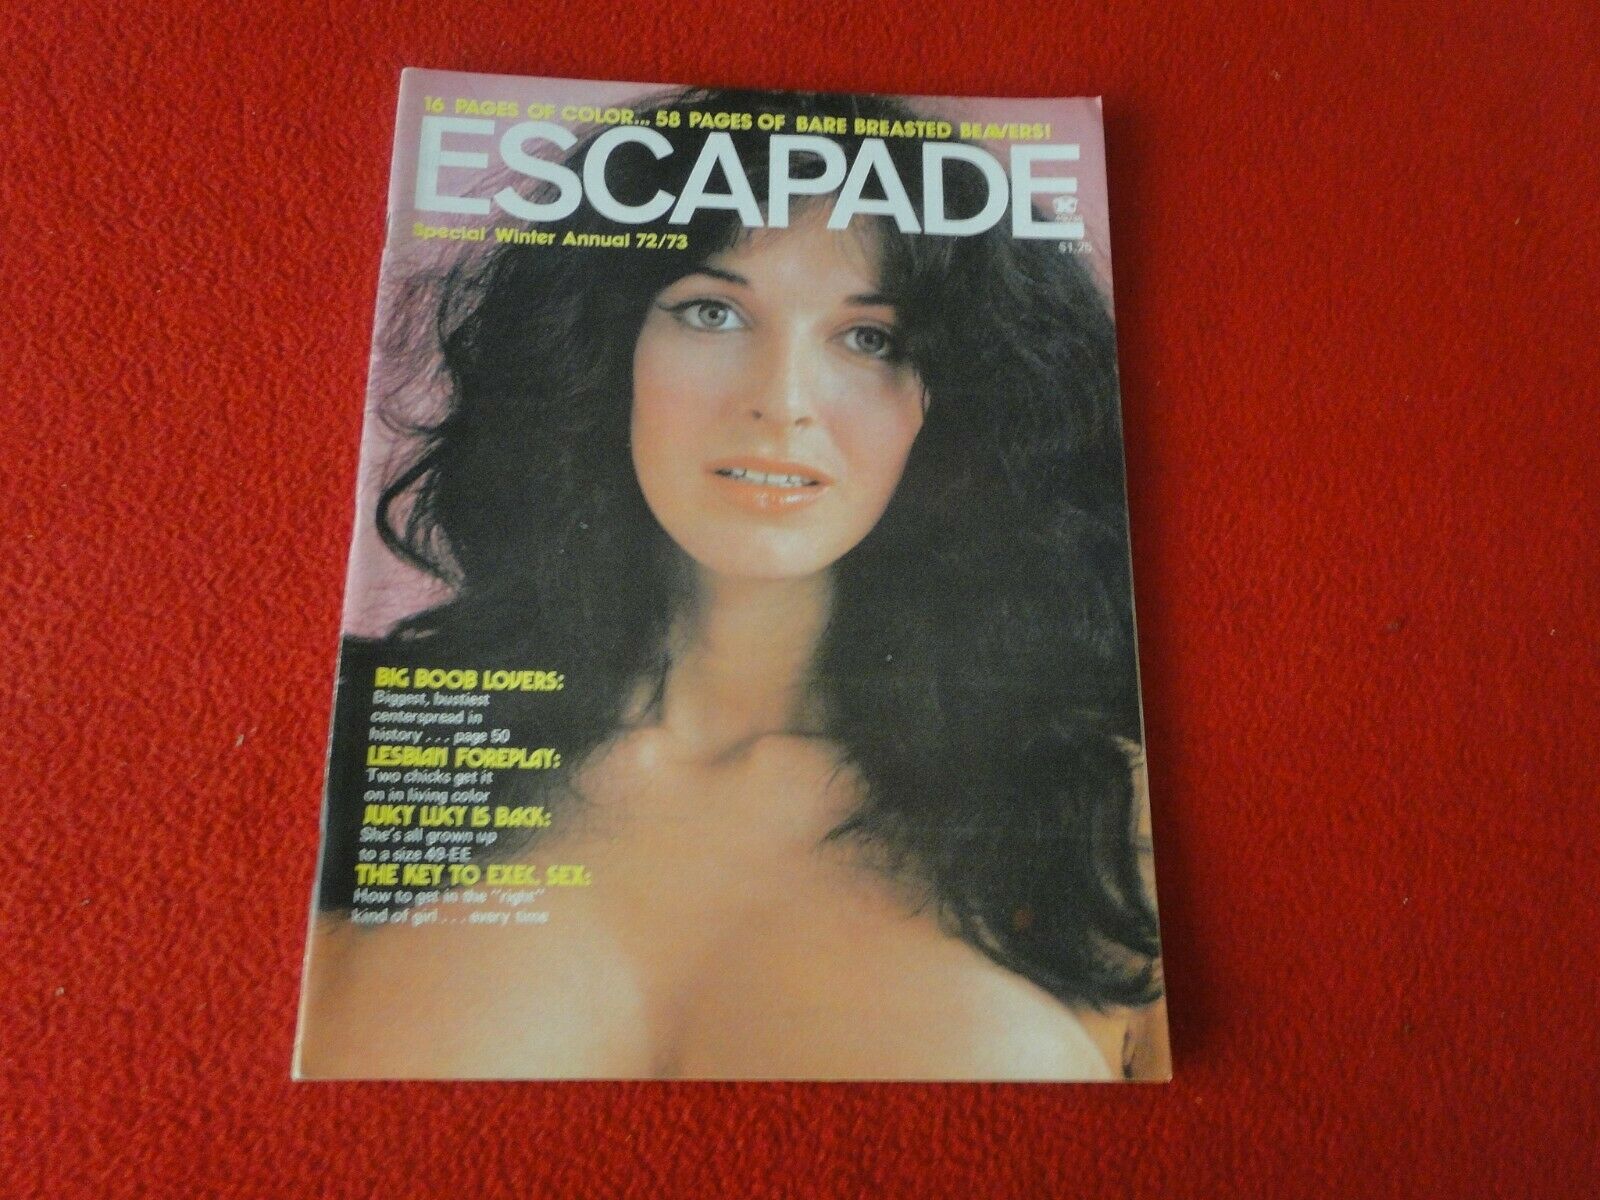 16 PAGES OF COLOR... 58 PAGES OF BARE BREASTED BEAVERS!
ESCAPADE
Special Winter Annual 72/73
$1.25
BIG BOOB LOVERS:
Biggest, bustiest
centerspread in
history . . . page 50
LESBIAN FOREPLAY:
Two chicks get it
on in living color
JUICY LUCY IS BACK:
She's all grown up
to a size 49-EE
THE KEY TO EXEC. SEX:
How to get in the "right"
kind of girl . . . every time